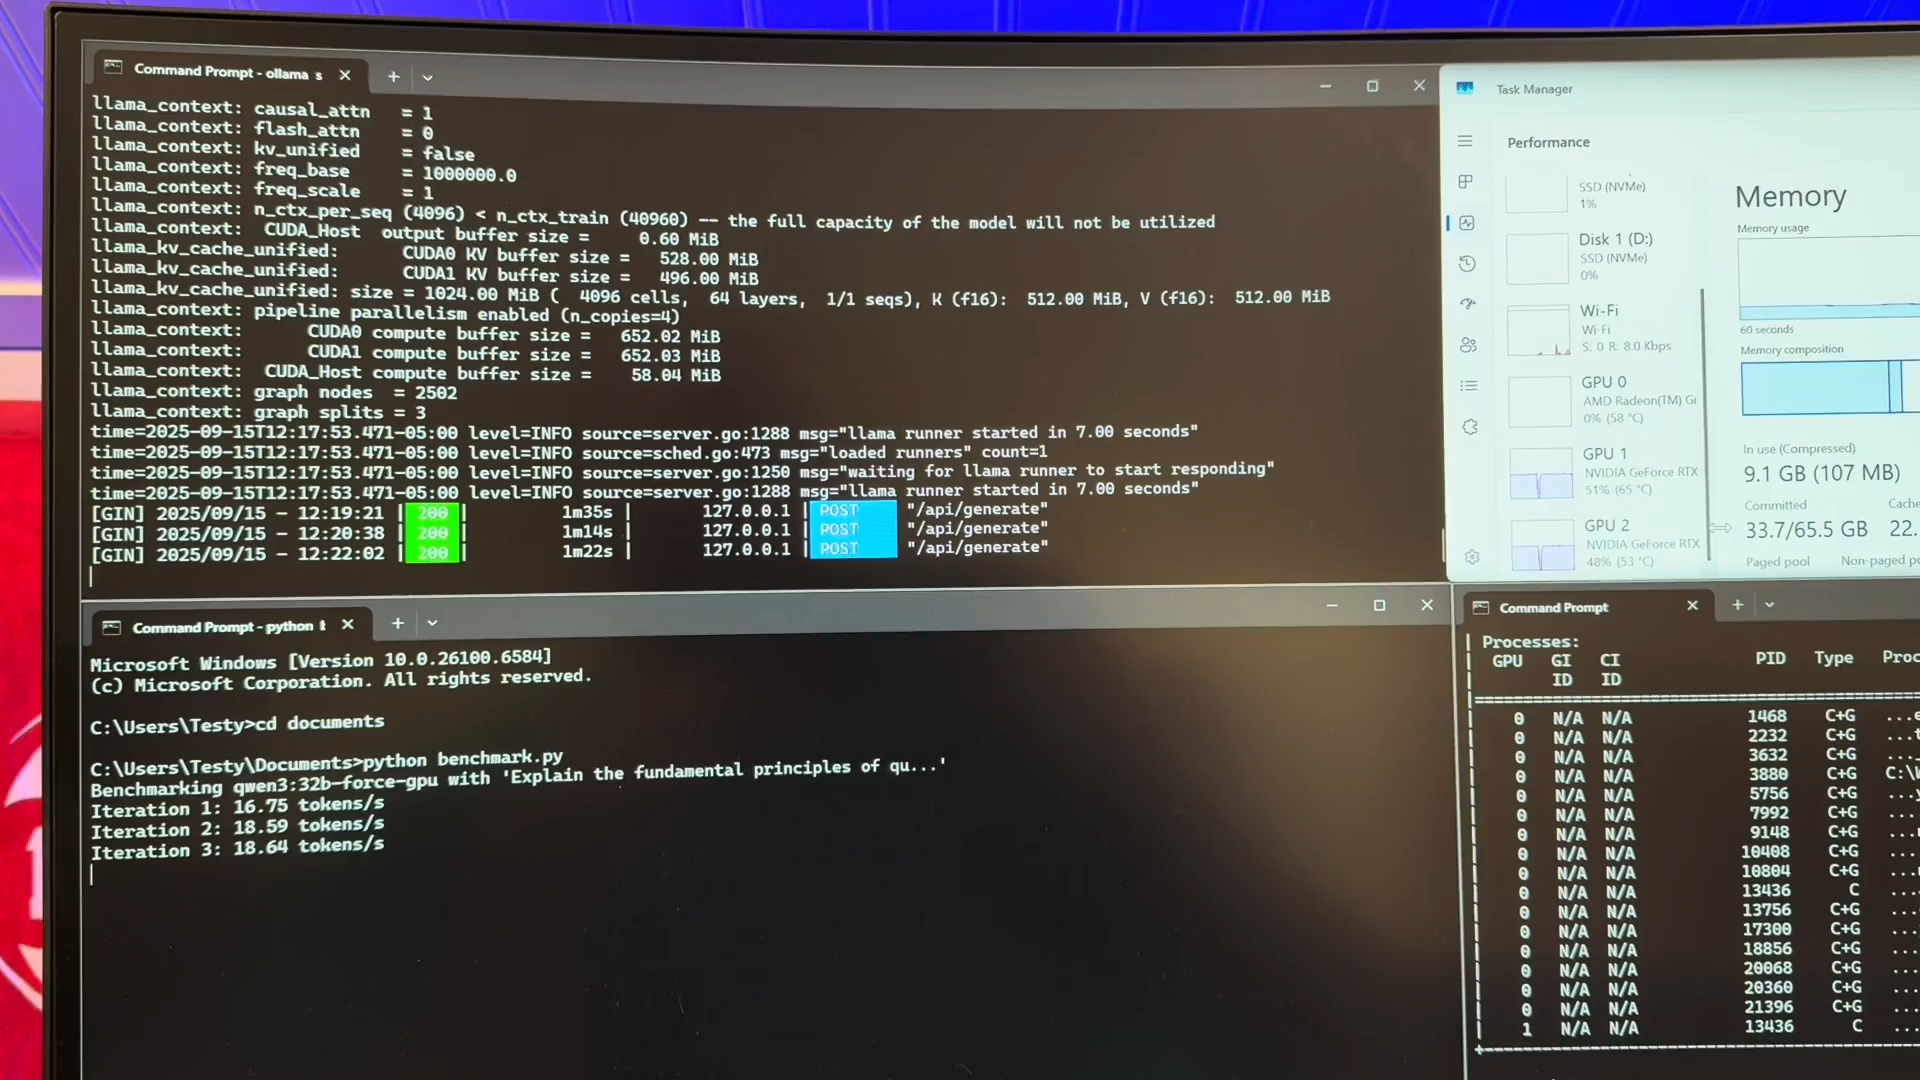 Command Prompt - ollama s
llama_context: causal_attn = 1
llama_context: flash_attn = 0
llama_context: kv_unified = false
llama_context: freq_base = 1000000.0
llama_context: freq_scale = 1
llama_context: n_ctx_per_seq (4096) < n_ctx_train (40960) -- the full capacity of the model will not be utilized
llama_context: CUDA_Host output buffer size = 0.60 MiB
llama_kv_cache_unified: CUDA0 KV buffer size = 528.00 MiB
llama_kv_cache_unified: CUDA1 KV buffer size = 496.00 MiB
llama_kv_cache_unified: size = 1024.00 MiB ( 4096 cells, 64 layers, 1/1 seqs), K (f16): 512.00 MiB, V (f16): 512.00 MiB
llama_context: pipeline parallelism enabled (n_copies=4)
llama_context: CUDA0 compute buffer size = 652.02 MiB
llama_context: CUDA1 compute buffer size = 652.03 MiB
llama_context: CUDA_Host compute buffer size = 58.04 MiB
llama_context: graph nodes = 2502
llama_context: graph splits = 3
time=2025-09-15T12:17:53.471-05:00 level=INFO source=server.go:1288 msg="llama runner started in 7.00 seconds"
time=2025-09-15T12:17:53.471-05:00 level=INFO source=sched.go:473 msg="loaded runners" count=1
time=2025-09-15T12:17:53.471-05:00 level=INFO source=server.go:1250 msg="waiting for llama runner to start responding"
time=2025-09-15T12:17:53.471-05:00 level=INFO source=server.go:1288 msg="llama runner started in 7.00 seconds"
[GIN] 2025/09/15 - 12:19:21 | 200 | 1m35s | 127.0.0.1 | POST "/api/generate"
[GIN] 2025/09/15 - 12:20:38 | 200 | 1m14s | 127.0.0.1 | POST "/api/generate"
[GIN] 2025/09/15 - 12:22:02 | 200 | 1m22s | 127.0.0.1 | POST "/api/generate"
Task Manager
Performance
SSD (NVMe)
1%
Disk 1 (D:)
SSD (NVMe)
0%
Wi-Fi
Wi-Fi
S: 0 R: 8.0 Kbps
GPU 0
AMD Radeon(TM) G
0% (58 °C)
GPU 1
NVIDIA GeForce RTX
51% (65 °C)
GPU 2
NVIDIA GeForce RTX
48% (53 °C)
Memory
Memory usage
60 seconds
Memory composition
In use (Compressed)
9.1 GB (107 MB)
Committed Cache
33.7/65.5 GB 22.
Paged pool Non-paged po
Command Prompt - python b
Microsoft Windows [Version 10.0.26100.6584]
(c) Microsoft Corporation. All rights reserved.
C:\Users\Testy>cd documents
C:\Users\Testy\Documents>python benchmark.py
Benchmarking qwen3:32b-force-gpu with 'Explain the fundamental principles of qu...'
Iteration 1: 16.75 tokens/s
Iteration 2: 18.59 tokens/s
Iteration 3: 18.64 tokens/s
Command Prompt
| Processes:
| GPU GI CI PID Type Proc
| ID ID
| 0 N/A N/A 1468 C+G ...e
| 0 N/A N/A 2232 C+G ...t
| 0 N/A N/A 3632 C+G ...
| 0 N/A N/A 3880 C+G C:\W
| 0 N/A N/A 5756 C+G ...y
| 0 N/A N/A 7992 C+G ...
| 0 N/A N/A 9148 C+G ...
| 0 N/A N/A 10408 C+G ...
| 0 N/A N/A 10804 C+G ...
| 0 N/A N/A 13436 C ...
| 0 N/A N/A 13756 C+G ...
| 0 N/A N/A 17300 C+G ...
| 0 N/A N/A 18856 C+G ...
| 0 N/A N/A 20068 C+G ...
| 0 N/A N/A 20360 C+G ...
| 0 N/A N/A 21396 C+G ...
| 1 N/A N/A 13436 C ...